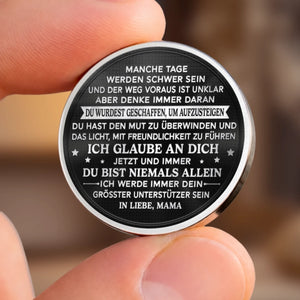 MANCHE TAGE
WERDEN SCHWER SEIN
UND DER WEG VORAUS IST UNKLAR
ABER DENKE IMMER DARAN
DU WURDEST GESCHAFFEN, UM AUFZUSTEIGEN
DU HAST DEN MUT ZU ÜBERWINDEN UND
DAS LICHT, MIT FREUNDLICHKEIT ZU FÜHREN
ICH GLAUBE AN DICH
JETZT UND IMMER
DU BIST NIEMALS ALLEIN
ICH WERDE IMMER DEIN
GRÖSSTER UNTERSTÜTZER SEIN
IN LIEBE, MAMA